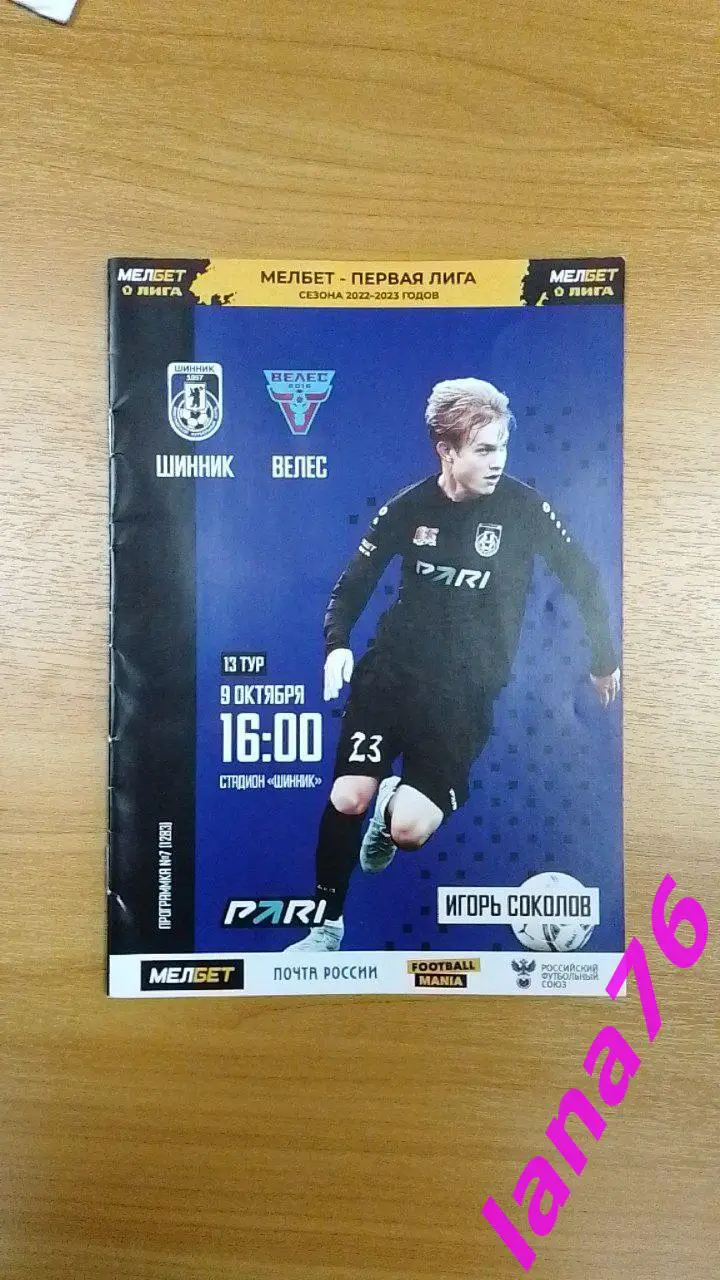 МЕЛБЕТ
ЛИГА
МЕЛБЕТ - ПЕРВАЯ ЛИГА
СЕЗОНА 2022-2023 ГОДОВ
МЕЛБЕТ
ЛИГА
ШИННИК
1957
ВЕЛЕС
2016
ШИННИК
ВЕЛЕС
PARI
13 ТУР
9 ОКТЯБРЯ
16:00
СТАДИОН «ШИННИК»
23
ПРОГРАММКА №7 (1283)
PARI
ИГОРЬ СОКОЛОВ
МЕЛБЕТ
ПОЧТА РОССИИ
FOOTBALL
MANIA
РОССИЙСКИЙ
ФУТБОЛЬНЫЙ
СОЮЗ
lana76